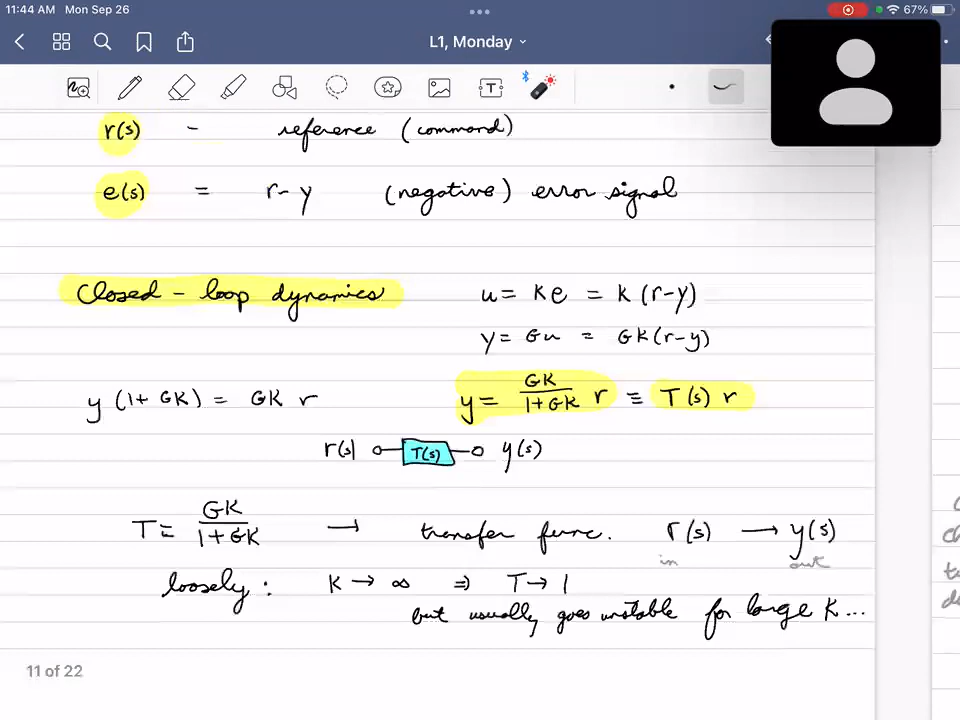 11:44 AM Mon Sep 26
67%
L1, Monday
r(s) - reference (command)
e(s) = r-y (negative) error signal
Closed-loop dynamics u= Ke = K(r-y)
y= Gu = GK(r-y)
y (1+GK) = GK r y= GK/1+GK r ≡ T(s) r
r(s) T(s) y(s)
T= GK/1+GK → transfer func. r(s) → y(s)
in out
loosely: K → ∞ ⇒ T → 1
but usually goes unstable for large K...
11 of 22